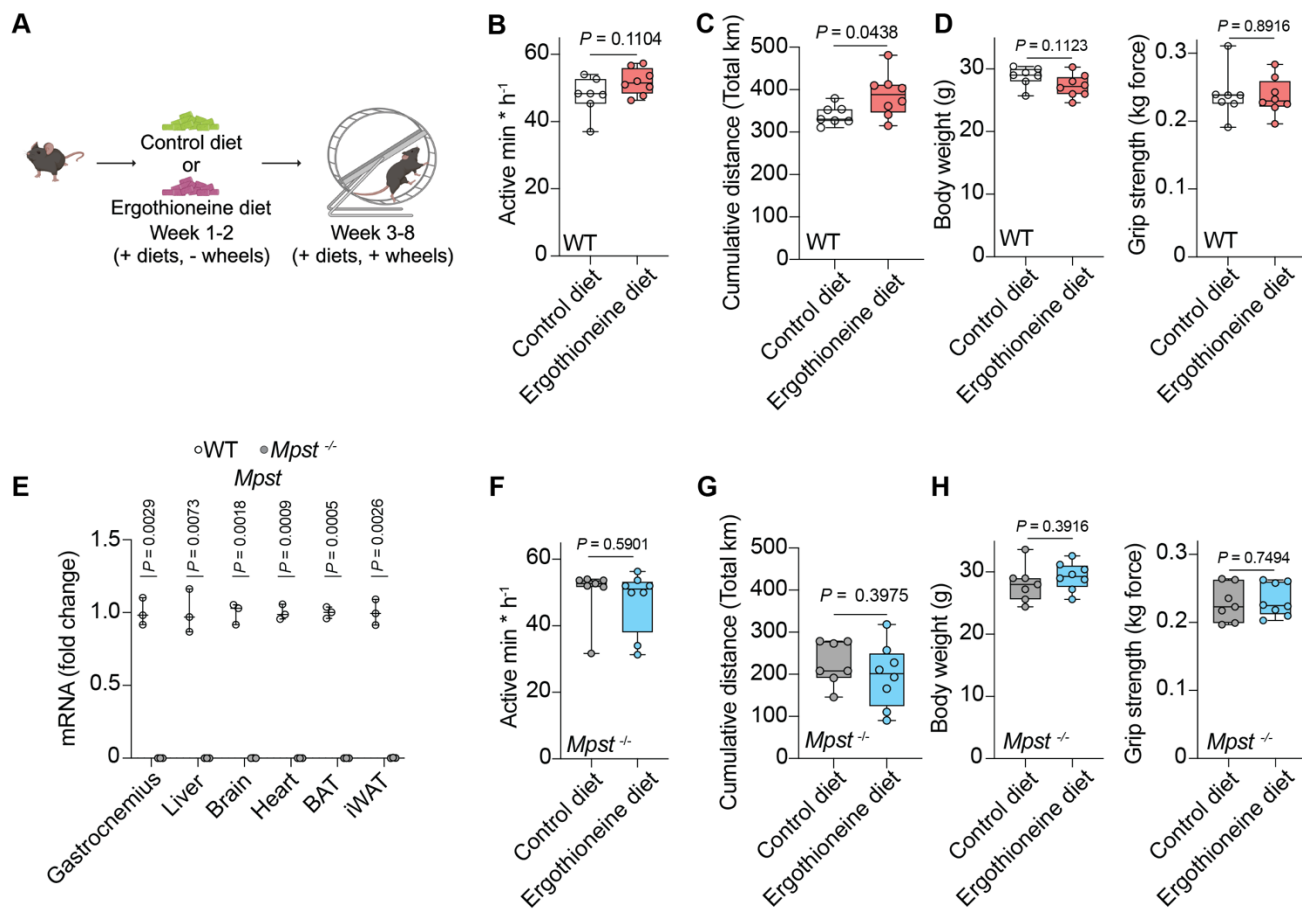 A
Control diet
or
Ergothioneine diet
Week 1-2
(+ diets, - wheels)
Week 3-8
(+ diets, + wheels)
B
P = 0.1104
Active min * h-1
60
40
20
0
WT
Control diet
Ergothioneine diet
C
P = 0.0438
Cumulative distance (Total km)
500
400
300
200
100
0
WT
Control diet
Ergothioneine diet
D
P = 0.1123
Body weight (g)
30
20
10
0
WT
Control diet
Ergothioneine diet
P = 0.8916
Grip strength (kg force)
0.3
0.2
0.1
0
WT
Control diet
Ergothioneine diet
E
WT Mpst -/-
Mpst
P = 0.0029
P = 0.0073
P = 0.0018
P = 0.0009
P = 0.0005
P = 0.0026
mRNA (fold change)
1.5
1.0
0.5
0
Gastrocnemius
Liver
Brain
Heart
BAT
iWAT
F
P = 0.5901
Active min * h-1
60
40
20
0
Mpst -/-
Control diet
Ergothioneine diet
G
P = 0.3975
Cumulative distance (Total km)
500
400
300
200
100
0
Mpst -/-
Control diet
Ergothioneine diet
H
P = 0.3916
Body weight (g)
30
20
10
0
Mpst -/-
Control diet
Ergothioneine diet
P = 0.7494
Grip strength (kg force)
0.3
0.2
0.1
0
Mpst -/-
Control diet
Ergothioneine diet